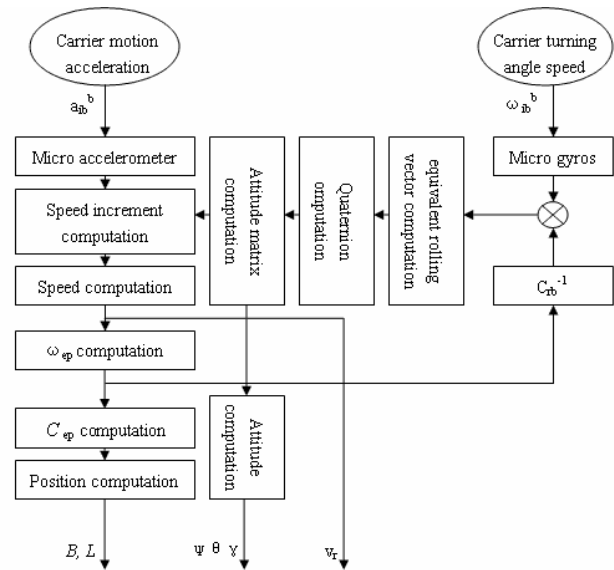 Carrier motion
acceleration
Carrier turning
angle speed
a_ib^b
ω_ib^b
Micro accelerometer
Micro gyros
Speed increment
computation
Attitude matrix
computation
Quaternion
omputation
equivalent rolling
vector computation
Speed computation
C_rb^-1
ω_ep computation
C_ep computation
Attitude
computation
Position computation
B, L
Ψ θ γ
v_r